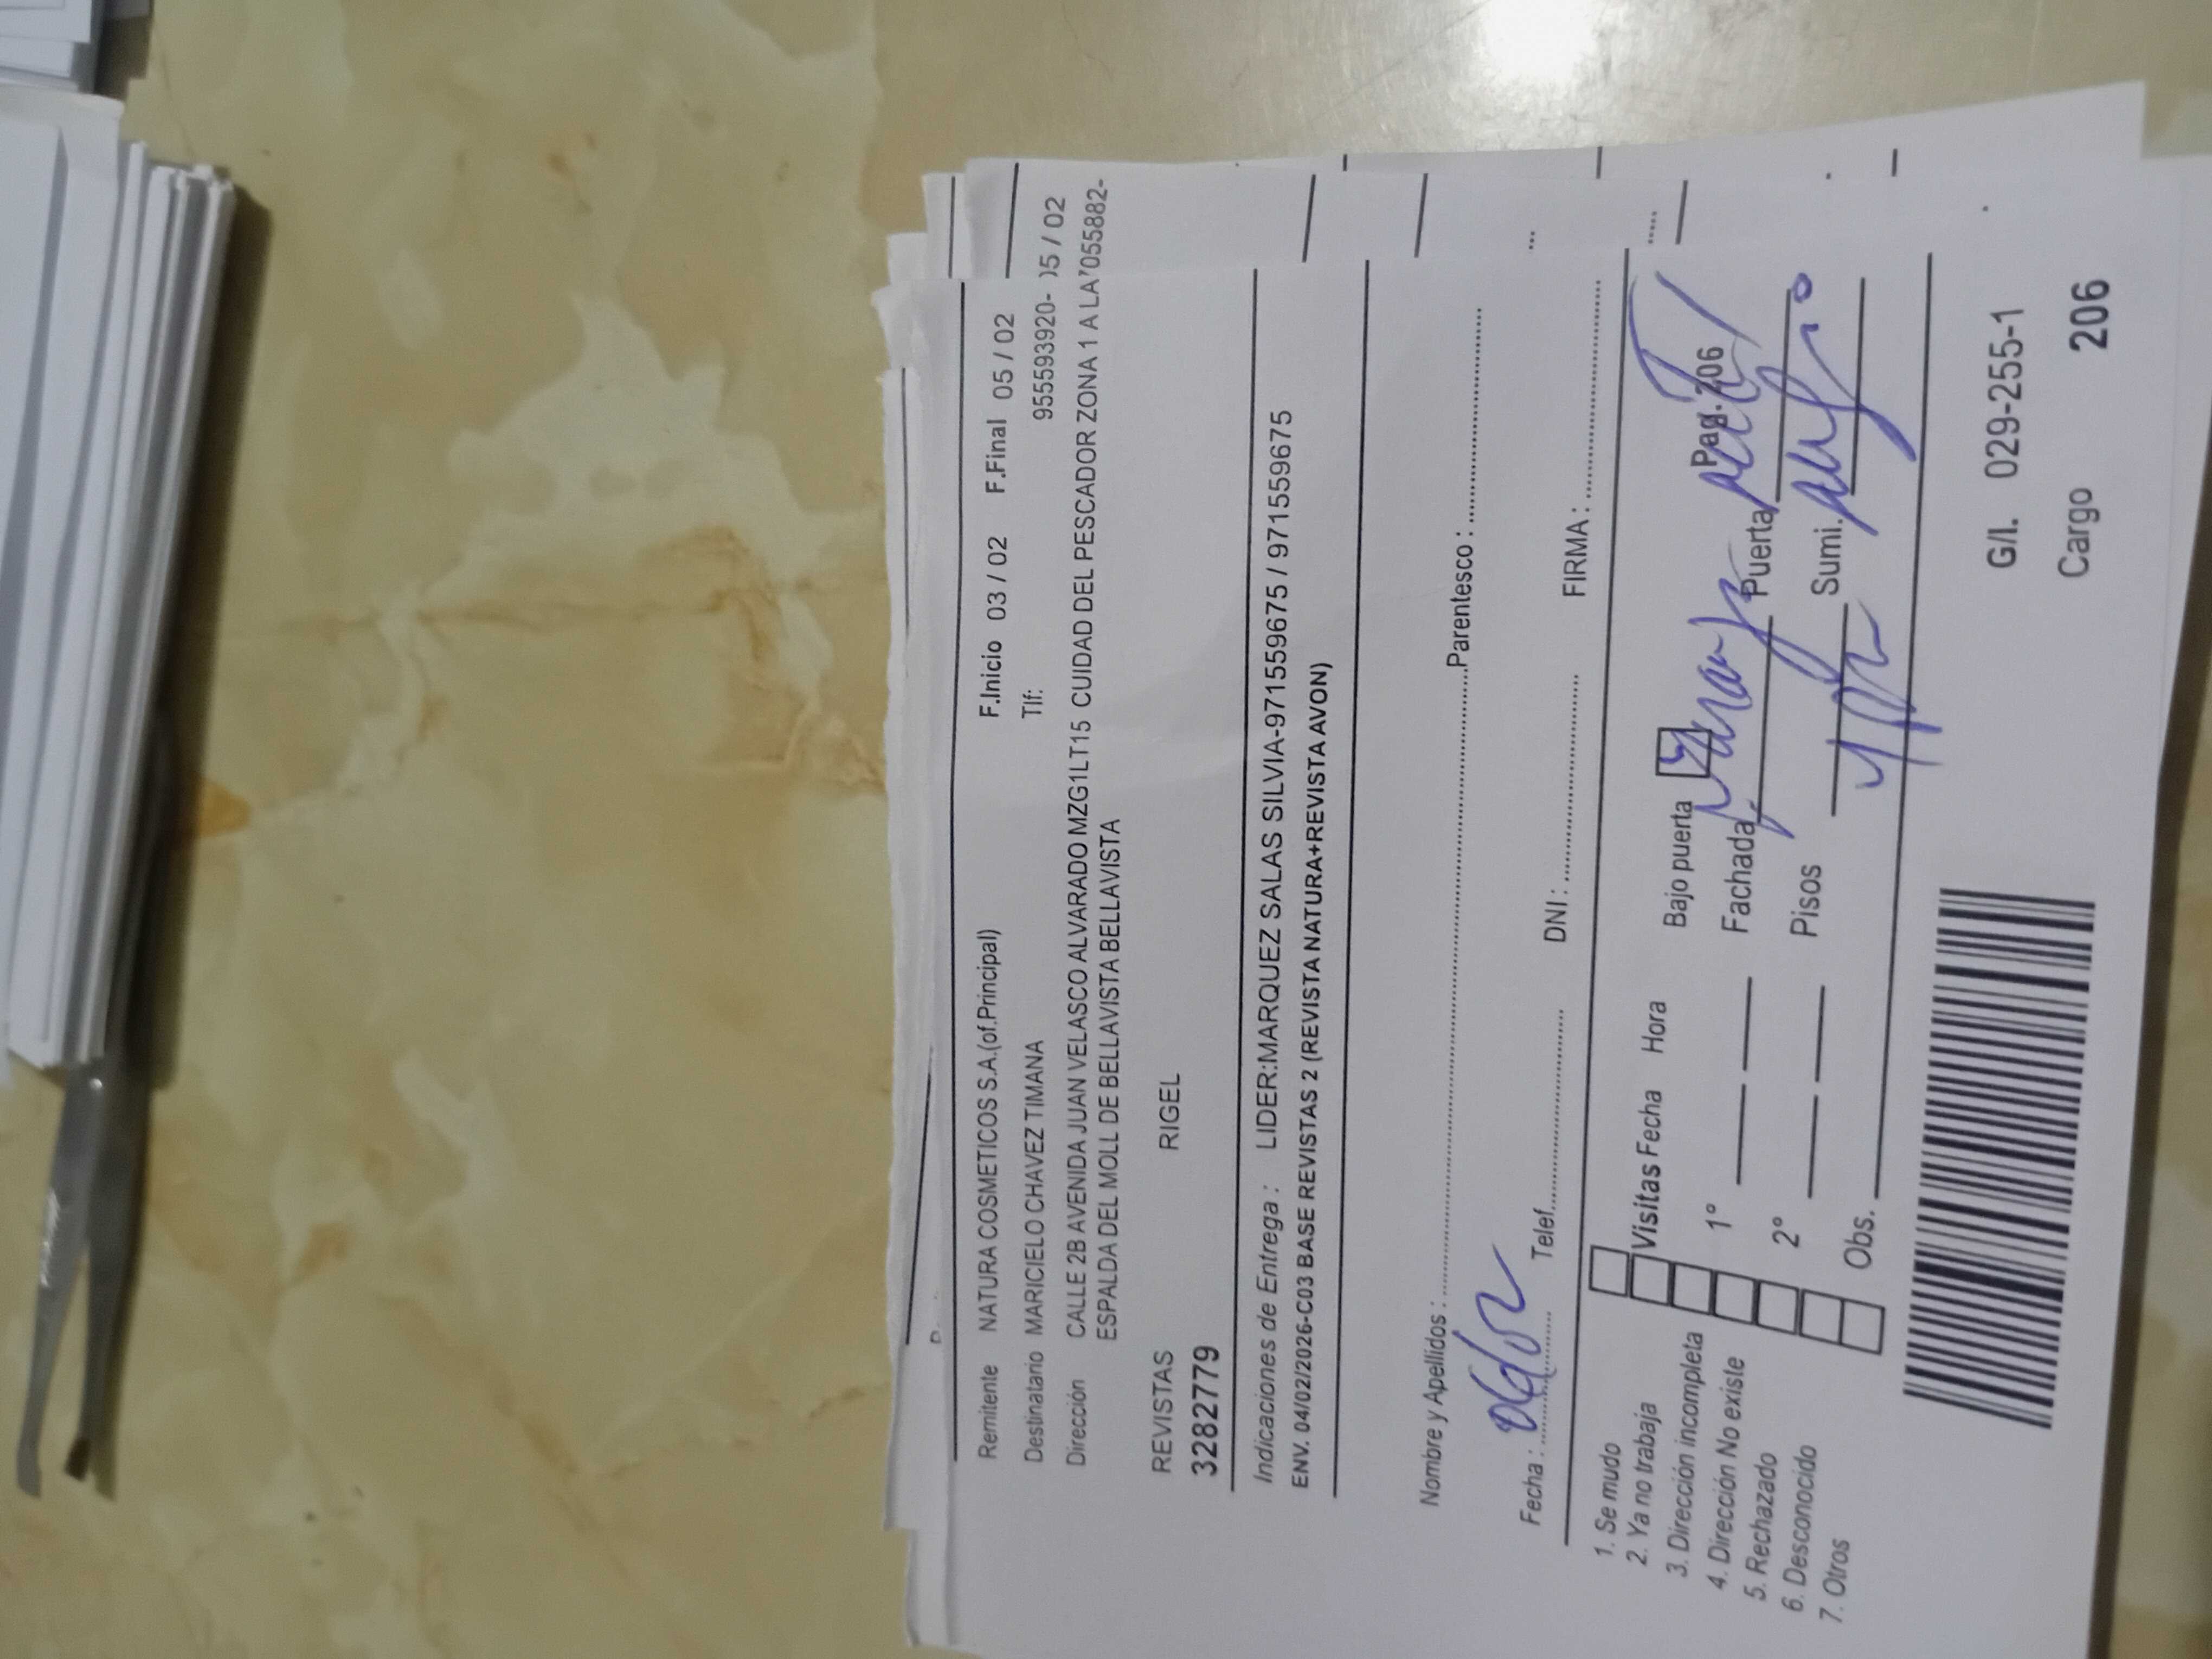 Remitente NATURA COSMETICOS S.A.(of.Principal) F.Inicio 03 / 02 F.Final 05 / 02
Destinatario MARICIELO CHAVEZ TIMANA Tlf: 955593920- 05 / 02
Dirección CALLE 2B AVENIDA JUAN VELASCO ALVARADO MZG1LT15 CUIDAD DEL PESCADOR ZONA 1 A LA 055882-
ESPALDA DEL MOLL DE BELLAVISTA BELLAVISTA BELLAVISTA
REVISTAS RIGEL
3282779
Indicaciones de Entrega : LIDER:MARQUEZ SALAS SILVIA-971559675 / 971559675
ENV. 04/02/2026-C03 BASE REVISTAS 2 (REVISTA NATURA+REVISTA AVON)
Nombre y Apellidos : Parentesco :
Fecha : Telef. DNI : FIRMA :
1. Se mudo
2. Ya no trabaja
3. Dirección incompleta
4. Dirección No existe
5. Rechazado
6. Desconocido
7. Otros
Visitas Fecha Hora Bajo puerta Pag. 206
1° Fachada Puerta
2° Pisos Sumi.
Obs.
G/I. 029-255-1
Cargo 206